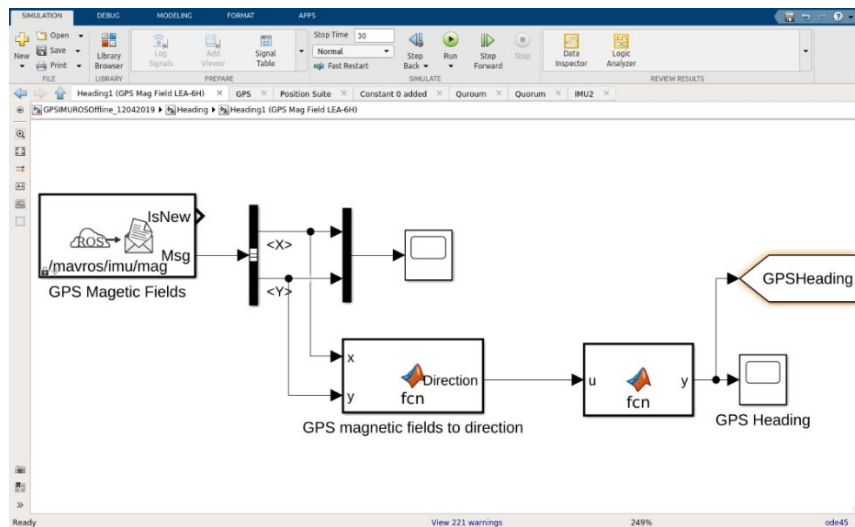 SIMULATION DEBUG MODELING FORMAT APPS
New
Open
Save
Print
FILE
Library Browser
LIBRARY
Log Signals
Add Viewer
Signal Table
PREPARE
Stop Time 30
Normal
Fast Restart
Step Back
Run
Step Forward
Stop
SIMULATE
Data Inspector
Logic Analyzer
REVIEW RESULTS
Heading1 (GPS Mag Field LEA-6H) GPS Position Suite Constant 0 added Quroum Quorum IMU2
GPSIMUROSOffline_12042019 Heading Heading1 (GPS Mag Field LEA-6H)
IsNew
ROS
Msg
/mavros/imu/mag
GPS Magetic Fields
<X>
<Y>
GPSHeading
x
Direction
y
fcn
GPS magnetic fields to direction
u
y
fcn
GPS Heading
Ready View 221 warnings 249% ode45